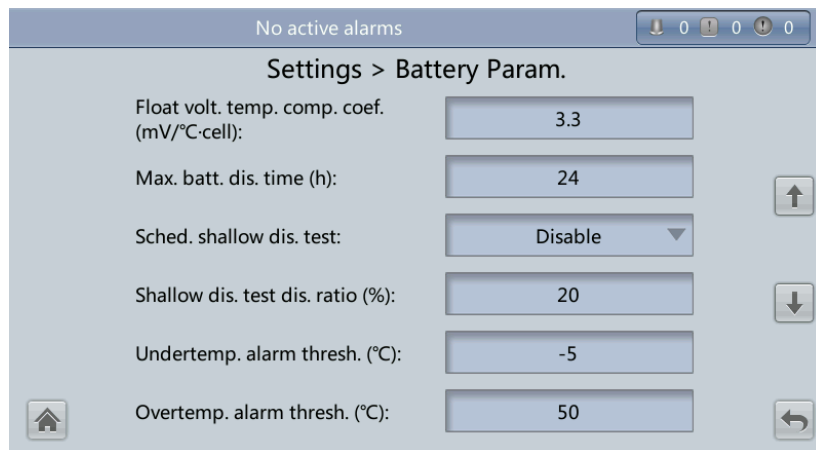 No active alarms
0 0 0
Settings > Battery Param.
Float volt. temp. comp. coef.
(mV/℃·cell):
3.3
Max. batt. dis. time (h):
24
Sched. shallow dis. test:
Disable
Shallow dis. test dis. ratio (%):
20
Undertemp. alarm thresh. (℃):
-5
Overtemp. alarm thresh. (℃):
50